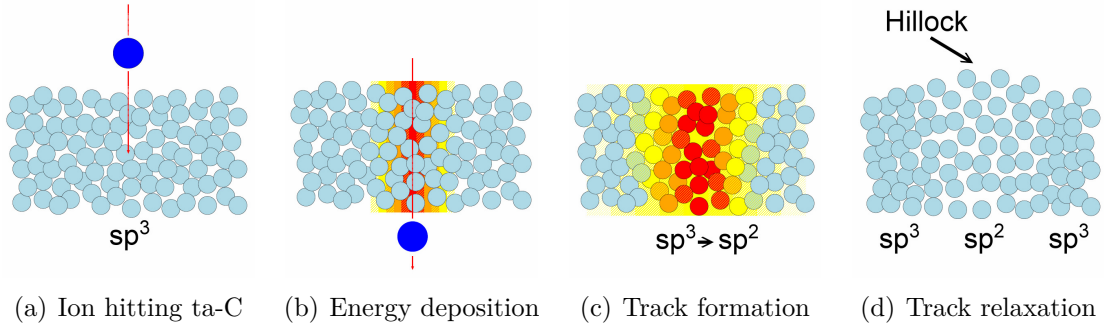 Hillock
sp³
sp³→sp²
sp³ sp² sp³
(a) Ion hitting ta-C
(b) Energy deposition
(c) Track formation
(d) Track relaxation